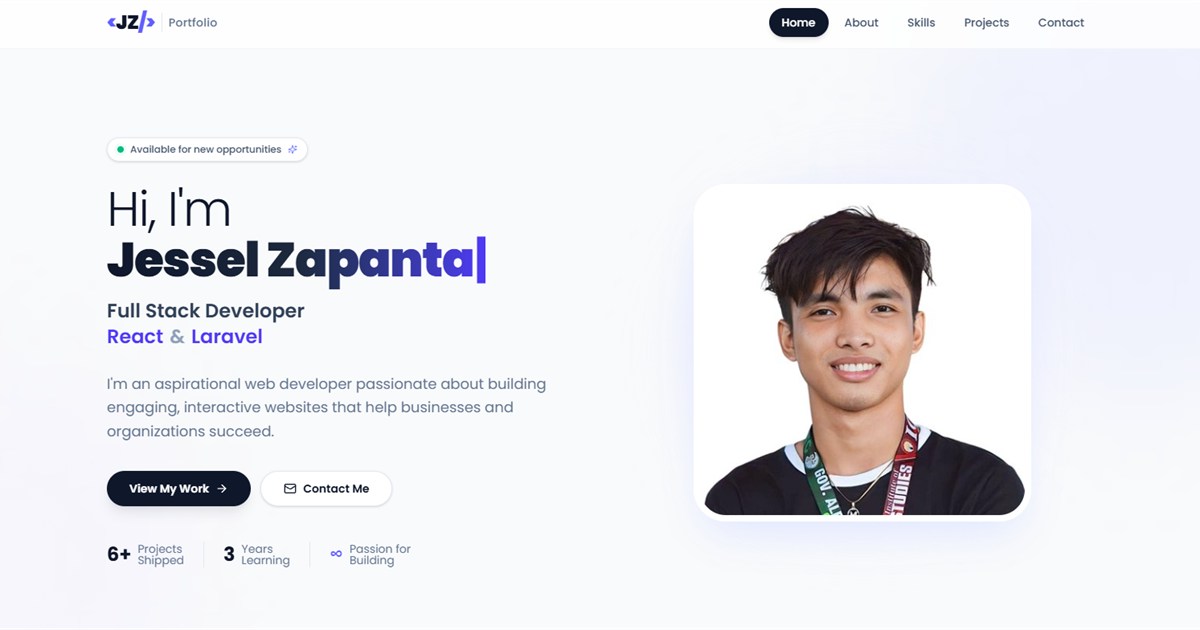 <JZ/>
Portfolio
Home
About
Skills
Projects
Contact
Available for new opportunities
Hi, I'm
Jessel Zapanta
Full Stack Developer
React & Laravel
I'm an aspirational web developer passionate about building
engaging, interactive websites that help businesses and
organizations succeed.
View My Work →
Contact Me
6+ Projects
Shipped
3 Years
Learning
∞ Passion for
Building
GOV. AL
STUDIES